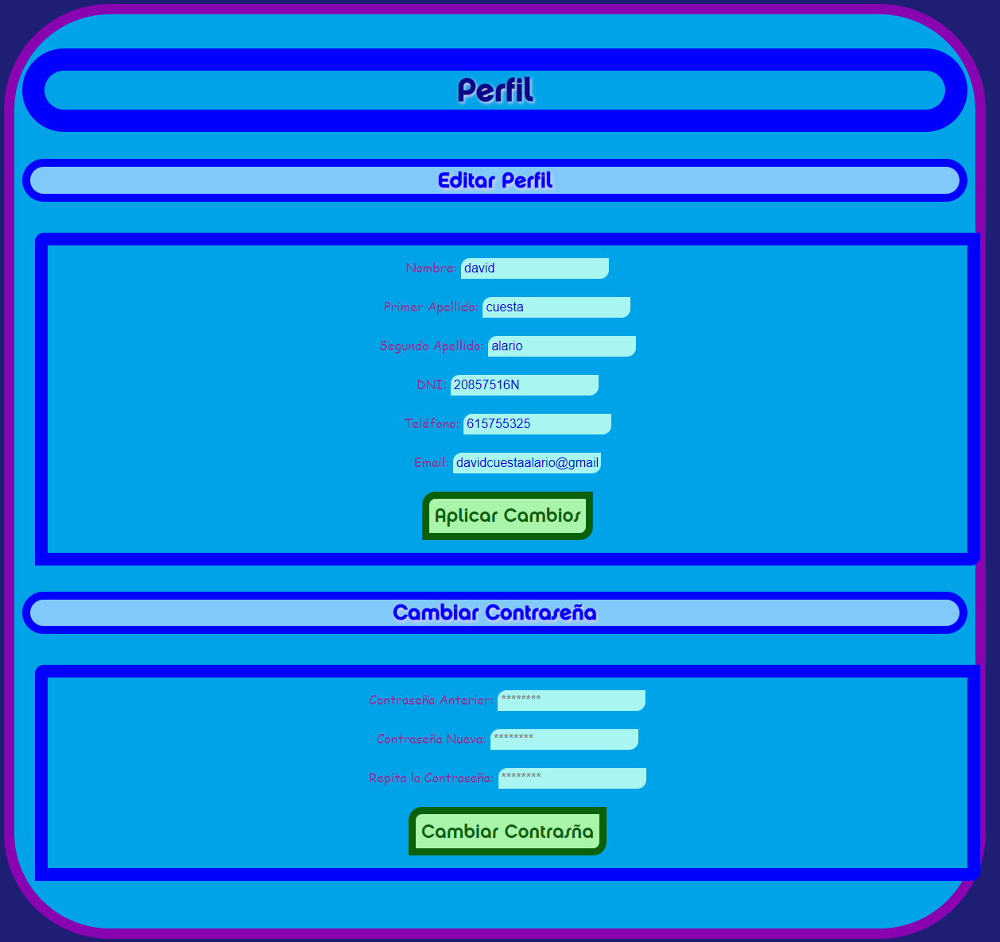 Perfil
Editar Perfil
Nombre: david
Primer Apellido: cuesta
Segundo Apellido: alario
DNI: 20857516N
Teléfono: 615755325
Email: davidcuestaalario@gmail
Aplicar Cambios
Cambiar Contraseña
Contraseña Anterior: ********
Contraseña Nueva: ********
Repita la Contraseña: ********
Cambiar Contrasña